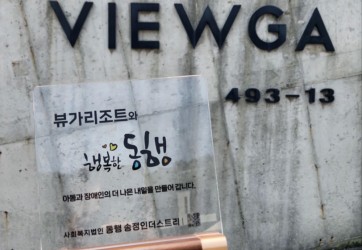 VIEWGA
493-13
뷰가리조트와
행복한 동행
아동과 장애인의 더 나은 내일을 만들어 갑니다.
사회복지법인 동행 송정인더스트리